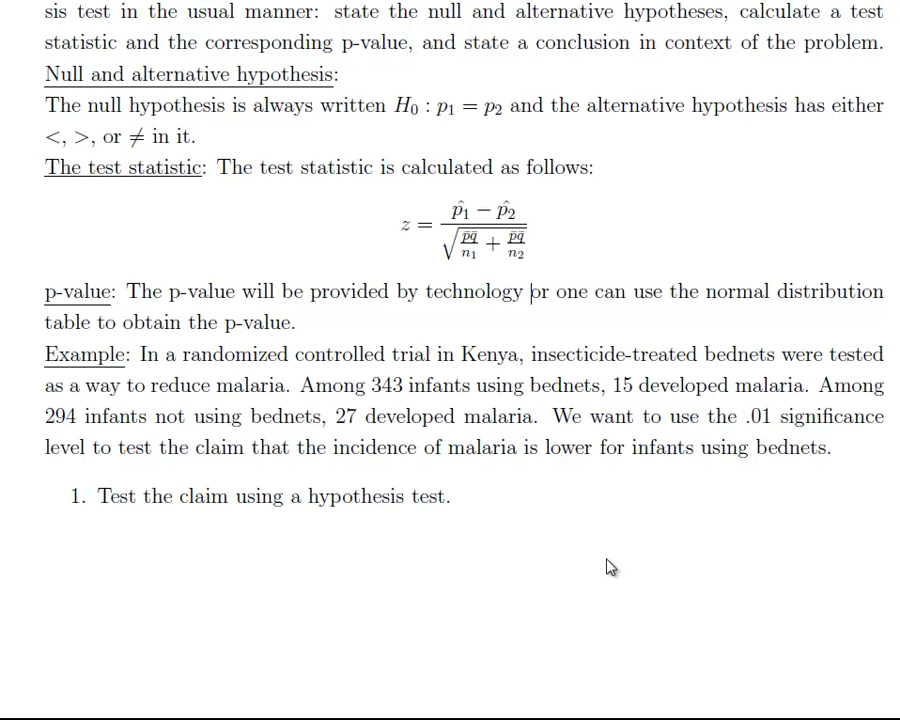 sis test in the usual manner: state the null and alternative hypotheses, calculate a test
statistic and the corresponding p-value, and state a conclusion in context of the problem.
Null and alternative hypothesis:
The null hypothesis is always written H₀ : p₁ = p₂ and the alternative hypothesis has either
<, >, or ≠ in it.
The test statistic: The test statistic is calculated as follows:
z = (p̂₁ − p̂₂) / √(p̄q̄/n₁ + p̄q̄/n₂)
p-value: The p-value will be provided by technology or one can use the normal distribution
table to obtain the p-value.
Example: In a randomized controlled trial in Kenya, insecticide-treated bednets were tested
as a way to reduce malaria. Among 343 infants using bednets, 15 developed malaria. Among
294 infants not using bednets, 27 developed malaria. We want to use the .01 significance
level to test the claim that the incidence of malaria is lower for infants using bednets.
1. Test the claim using a hypothesis test.